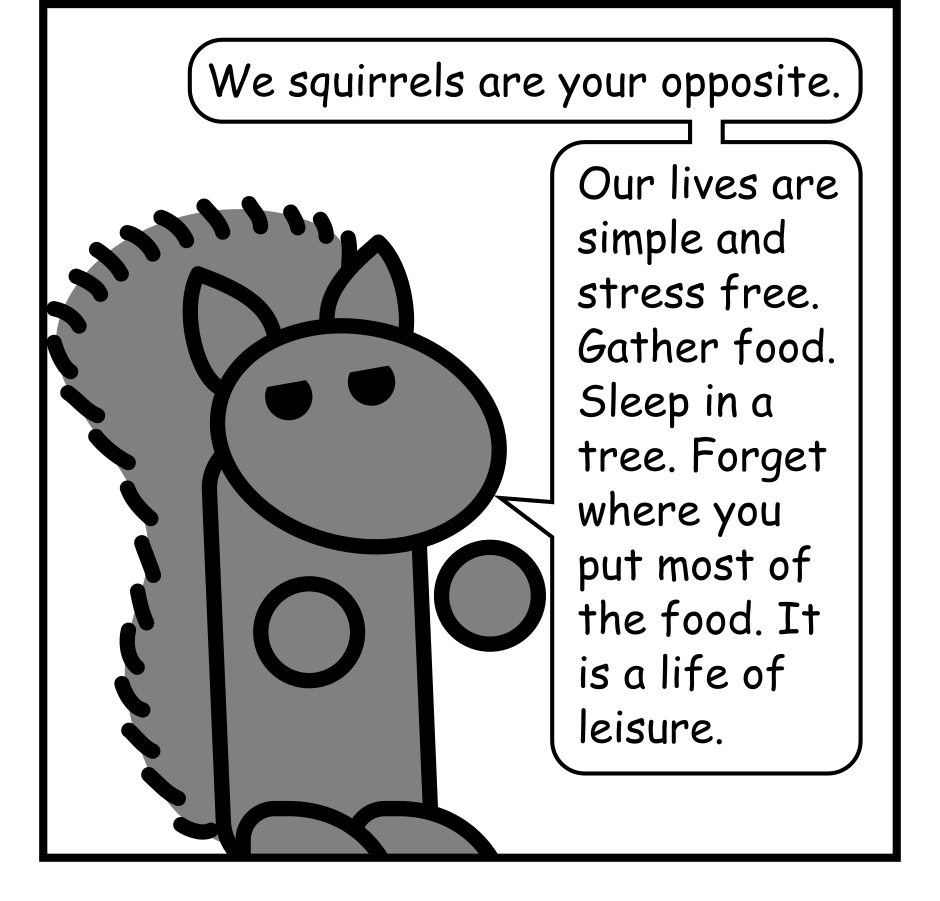 We squirrels are your opposite.
Our lives are
simple and
stress free.
Gather food.
Sleep in a
tree. Forget
where you
put most of
the food. It
is a life of
leisure.